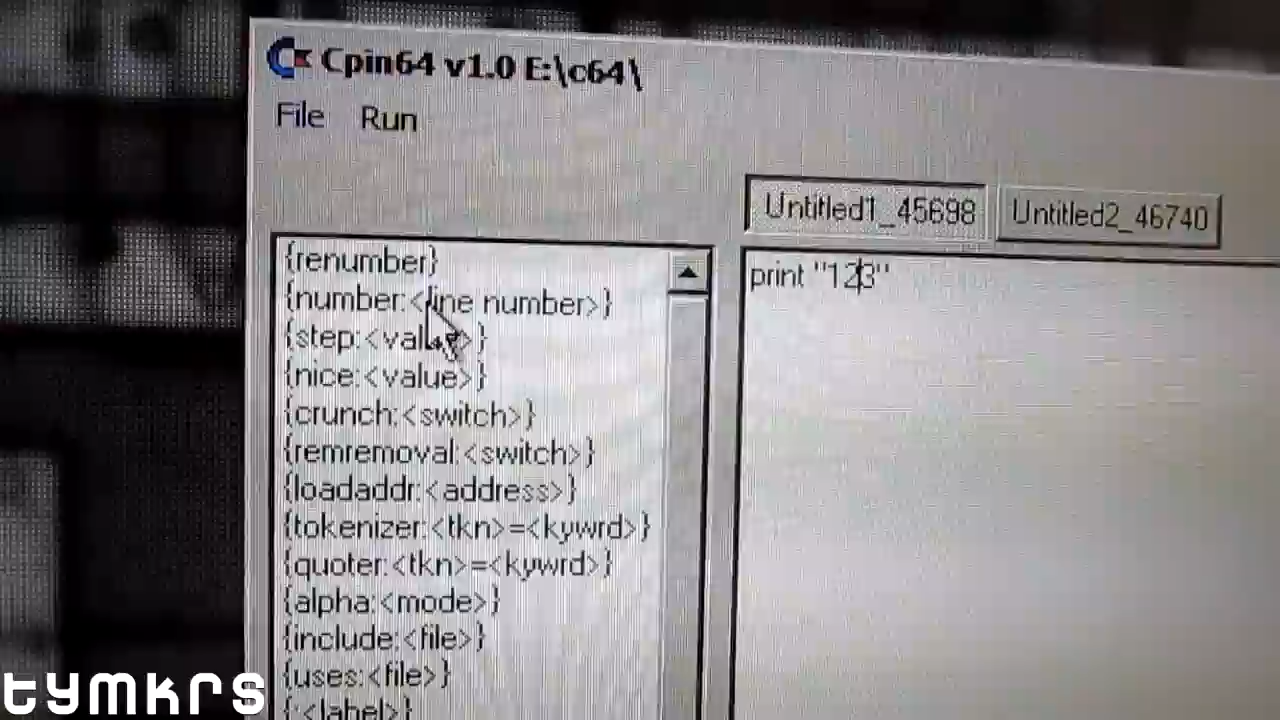 Cpin64 v1.0 E:\c64\
File Run
Untitled1_45698 Untitled2_46740
{renumber}
{number:<line number>}
{step:<value>}
{nice:<value>}
{crunch:<switch>}
{remremoval:<switch>}
{loadaddr:<address>}
{tokenizer:<tkn>=<kywrd>}
{quoter:<tkn>=<kywrd>}
{alpha:<mode>}
{include:<file>}
{uses:<file>}
{:<label>}
print "123"
tymkrs